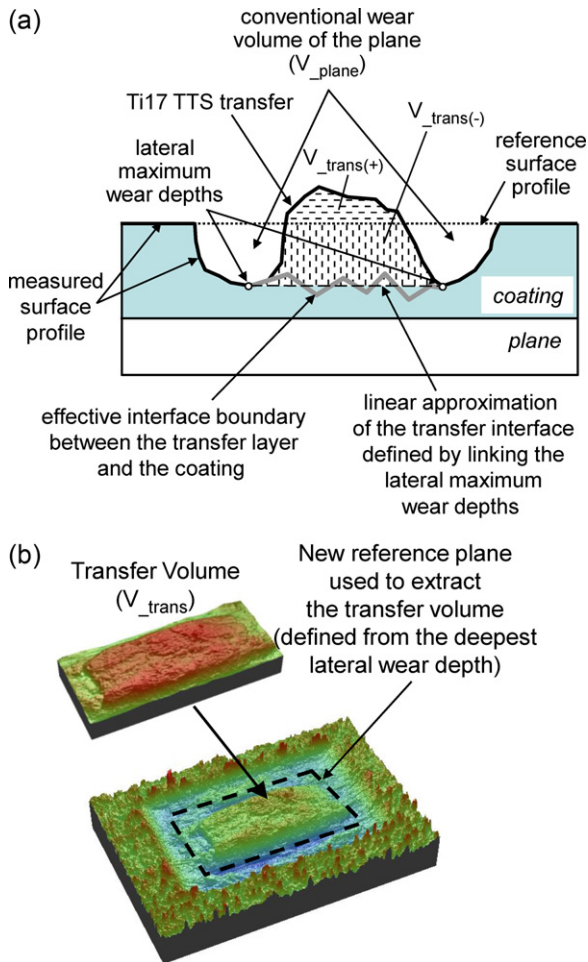 (a)
conventional wear
volume of the plane
(V_plane)
Ti17 TTS transfer
V_trans(-)
lateral
maximum
wear depths
V_trans(+)
reference
surface
profile
measured
surface
profile
coating
plane
effective interface boundary
between the transfer layer
and the coating
linear approximation
of the transfer interface
defined by linking the
lateral maximum
wear depths
(b)
Transfer Volume
(V_trans)
New reference plane
used to extract
the transfer volume
(defined from the deepest
lateral wear depth)